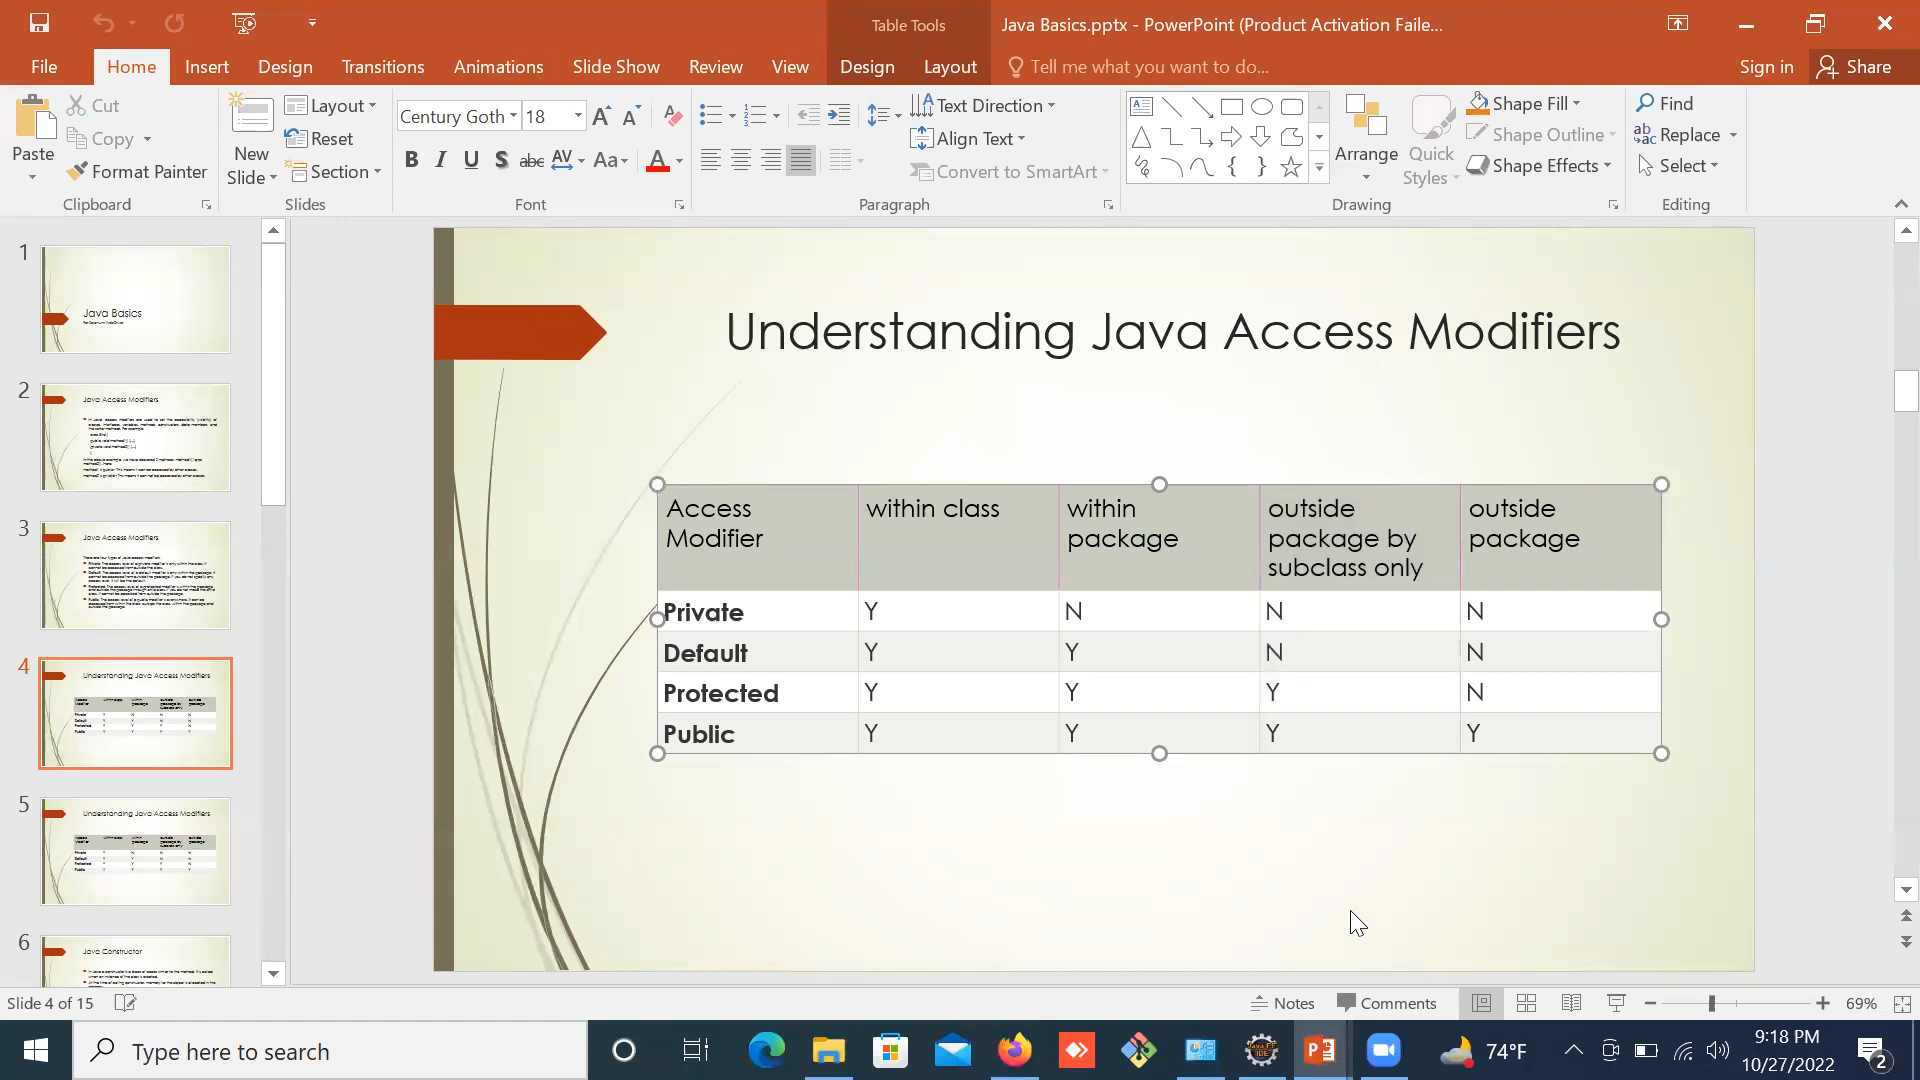 Table Tools
Java Basics.pptx - PowerPoint (Product Activation Faile...
File
Home
Insert
Design
Transitions
Animations
Slide Show
Review
View
Design
Layout
Tell me what you want to do...
Sign in
Share
Paste
Cut
Copy
Format Painter
Clipboard
New
Slide
Layout
Reset
Section
Slides
Century Goth
18
B I U S abc AV Aa A
Font
Text Direction
Align Text
Convert to SmartArt
Paragraph
Arrange
Quick
Styles
Shape Fill
Shape Outline
Shape Effects
Drawing
Find
Replace
Select
Editing
1
Java Basics
For Selenium WebDriver
2
Java Access Modifiers
3
Java Access Modifiers
4
Understanding Java Access Modifiers
5
Understanding Java Access Modifiers
6
Java Constructor
Understanding Java Access Modifiers
Access Modifier
within class
within package
outside package by subclass only
outside package
Private Y N N N
Default Y Y N N
Protected Y Y Y N
Public Y Y Y Y
Slide 4 of 15
Notes
Comments
69%
Type here to search
74°F
9:18 PM
10/27/2022
2